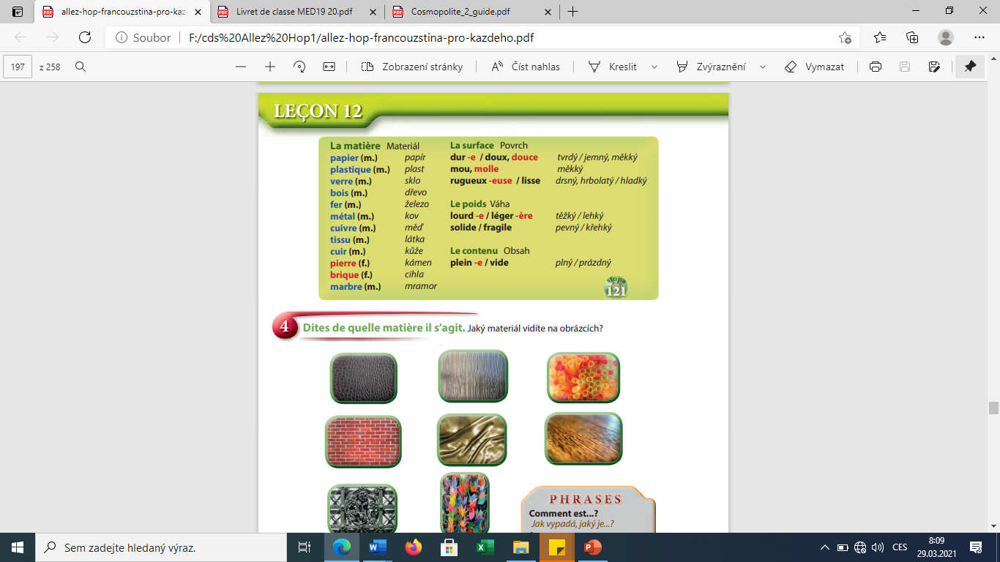 allez-hop-francouzstina-pro-kaz
Livret de classe MED19 20.pdf
Cosmopolite_2_guide.pdf
Soubor
F:/cds%20Allez%20Hop1/allez-hop-francouzstina-pro-kazdeho.pdf
197 z 258
Zobrazení stránky
Číst nahlas
Kreslit
Zvýraznění
Vymazat
LEÇON 12
La matière Materiál
papier (m.) papír
plastique (m.) plast
verre (m.) sklo
bois (m.) dřevo
fer (m.) železo
métal (m.) kov
cuivre (m.) měď
tissu (m.) látka
cuir (m.) kůže
pierre (f.) kámen
brique (f.) cihla
marbre (m.) mramor
La surface Povrch
dur -e / doux, douce tvrdý / jemný, měkký
mou, molle měkký
rugueux -euse / lisse drsný, hrbolatý / hladký
Le poids Váha
lourd -e / léger -ère těžký / lehký
solide / fragile pevný / křehký
Le contenu Obsah
plein -e / vide plný / prázdný
stopa
121
4 Dites de quelle matière il s'agit. Jaký materiál vidíte na obrázcích?
PHRASES
Comment est...?
Jak vypadá, jaký je...?
Sem zadejte hledaný výraz.
CES
8:09
29.03.2021